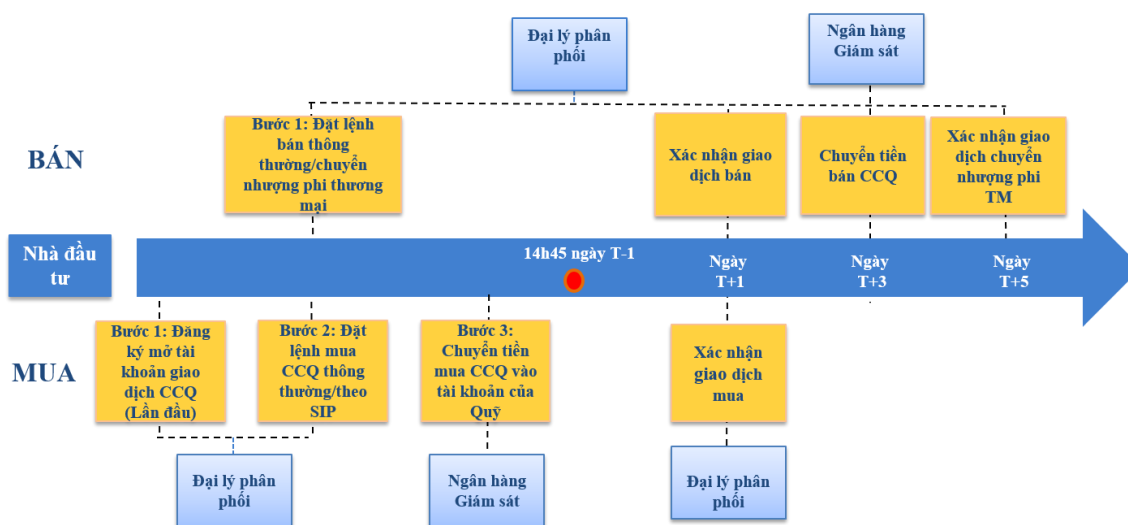 Đại lý phân
phối
Ngân hàng
Giám sát
BÁN
Bước 1: Đặt lệnh
bán thông
thường/chuyển
nhượng phi thương
mại
Xác nhận giao
dịch bán
Chuyển tiền
bán CCQ
Xác nhận giao
dịch chuyển
nhượng phi
TM
Nhà đầu
tư
14h45 ngày T-1
Ngày
T+1
Ngày
T+3
Ngày
T+5
MUA
Bước 1: Đăng
ký mở tài
khoản giao
dịch CCQ
(Lần đầu)
Bước 2: Đặt
lệnh mua
CCQ thông
thường/theo
SIP
Bước 3:
Chuyển tiền
mua CCQ vào
tài khoản của
Quỹ
Xác nhận
giao dịch
mua
Đại lý phân
phối
Ngân hàng
Giám sát
Đại lý phân
phối